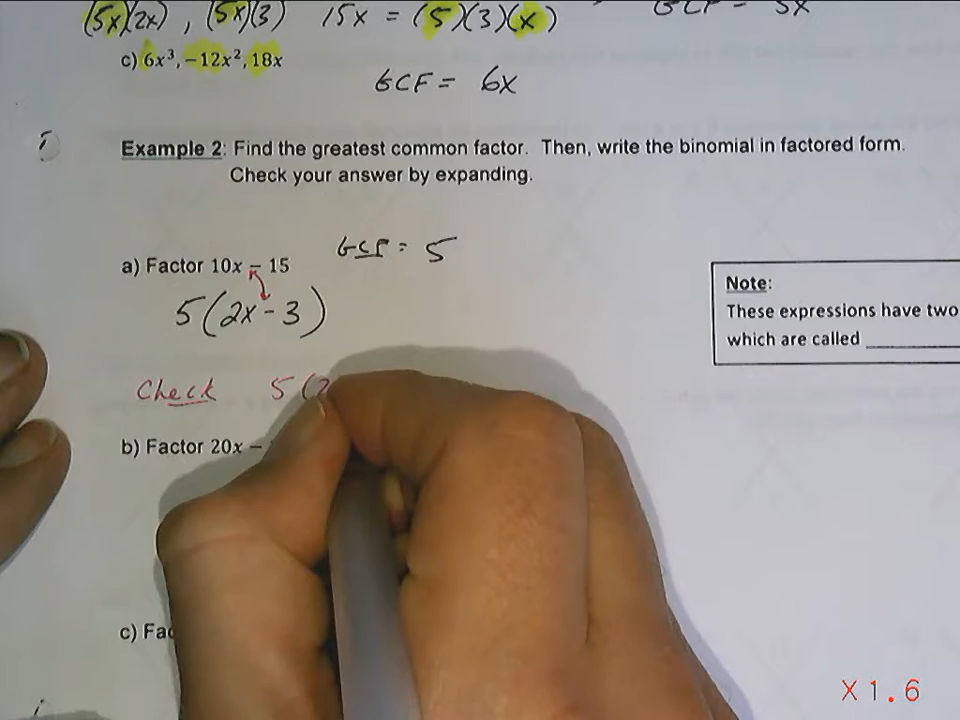 (5x)(2x) , (5x)(3) 15x = (5)(3)(x) GCF = 5x
c) 6x³, −12x², 18x
GCF = 6x
Example 2: Find the greatest common factor. Then, write the binomial in factored form.
Check your answer by expanding.
a) Factor 10x − 15 GCF = 5
5(2x - 3)
Note:
These expressions have two
which are called
Check 5(2
b) Factor 20x −
c)
X1.6